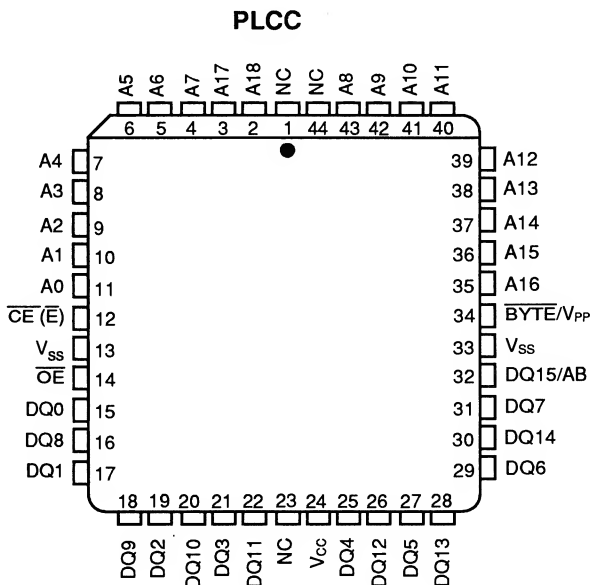 PLCC
A5 A6 A7 A17 A18 NC NC A8 A9 A10 A11
6 5 4 3 2 1 44 43 42 41 40
A4 7 39 A12
A3 8 38 A13
A2 9 37 A14
A1 10 36 A15
A0 11 35 A16
C̅E̅ (E̅) 12 34 B̅Y̅T̅E̅/VPP
VSS 13 33 VSS
O̅E̅ 14 32 DQ15/AB
DQ0 15 31 DQ7
DQ8 16 30 DQ14
DQ1 17 29 DQ6
18 19 20 21 22 23 24 25 26 27 28
DQ9 DQ2 DQ10 DQ3 DQ11 NC VCC DQ4 DQ12 DQ5 DQ13